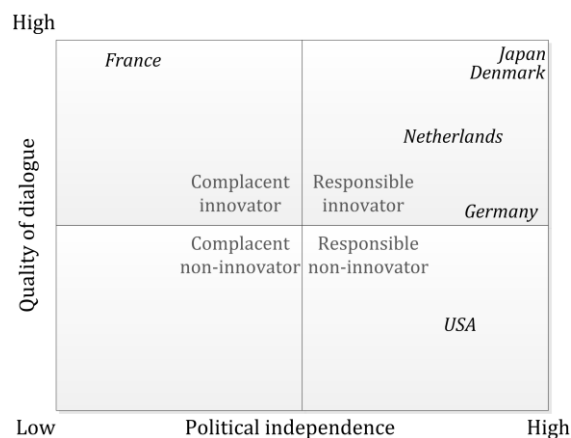 High
France
Japan
Denmark
Netherlands
Complacent
innovator
Responsible
innovator
Germany
Complacent
non-innovator
Responsible
non-innovator
USA
Quality of dialogue
Low
Political independence
High